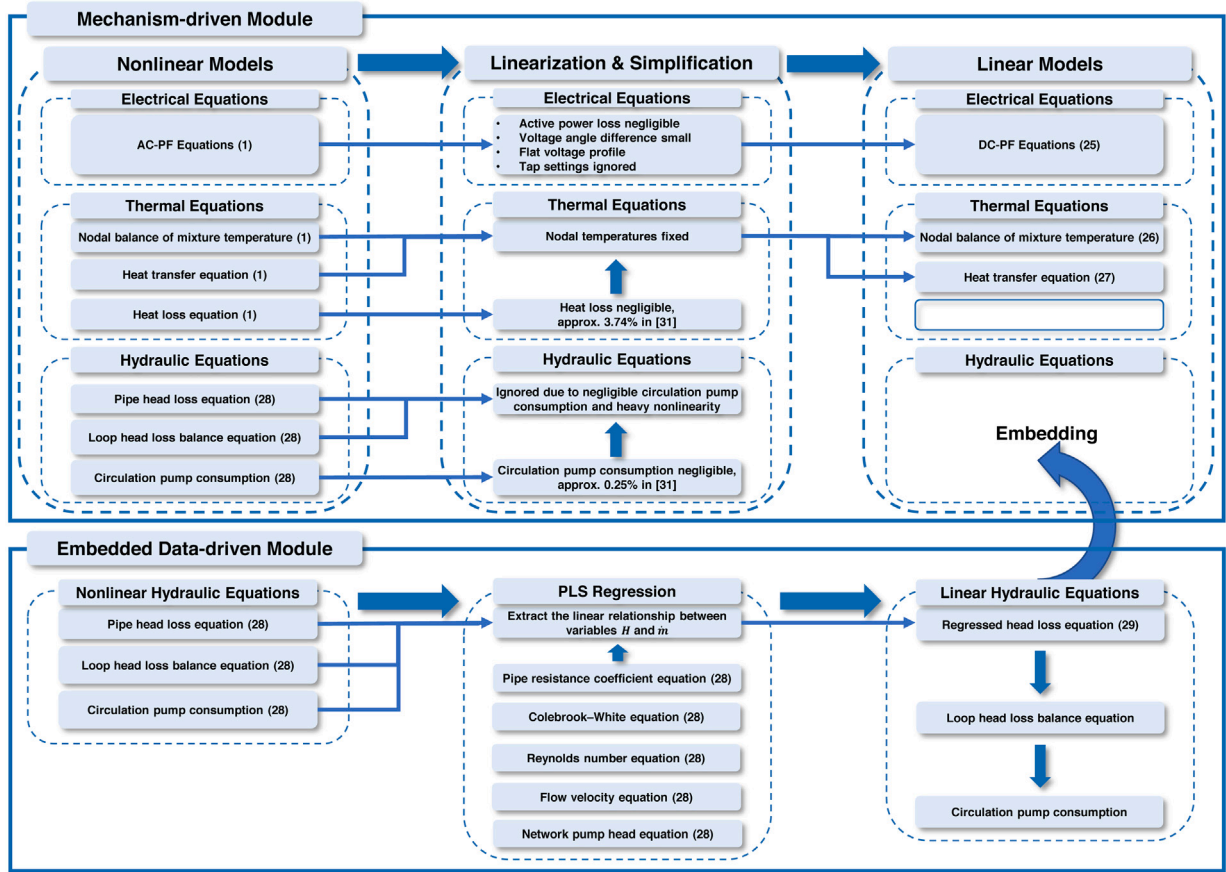 Mechanism-driven Module
Nonlinear Models
Linearization & Simplification
Linear Models
Electrical Equations
AC-PF Equations (1)
Electrical Equations
• Active power loss negligible
• Voltage angle difference small
• Flat voltage profile
• Tap settings ignored
Electrical Equations
DC-PF Equations (25)
Thermal Equations
Nodal balance of mixture temperature (1)
Heat transfer equation (1)
Heat loss equation (1)
Thermal Equations
Nodal temperatures fixed
Heat loss negligible,
approx. 3.74% in [31]
Thermal Equations
Nodal balance of mixture temperature (26)
Heat transfer equation (27)
Hydraulic Equations
Pipe head loss equation (28)
Loop head loss balance equation (28)
Circulation pump consumption (28)
Hydraulic Equations
Ignored due to negligible circulation pump
consumption and heavy nonlinearity
Circulation pump consumption negligible,
approx. 0.25% in [31]
Hydraulic Equations
Embedding
Embedded Data-driven Module
Nonlinear Hydraulic Equations
Pipe head loss equation (28)
Loop head loss balance equation (28)
Circulation pump consumption (28)
PLS Regression
Extract the linear relationship between
variables H and ṁ
Pipe resistance coefficient equation (28)
Colebrook–White equation (28)
Reynolds number equation (28)
Flow velocity equation (28)
Network pump head equation (28)
Linear Hydraulic Equations
Regressed head loss equation (29)
Loop head loss balance equation
Circulation pump consumption